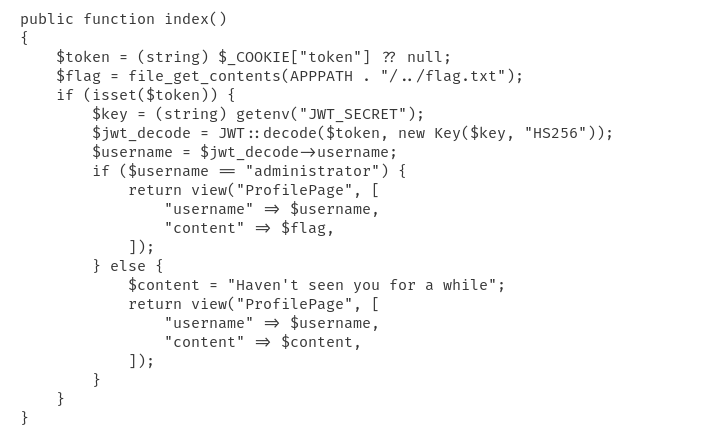 public function index()
{
    $token = (string) $_COOKIE["token"] ?? null;
    $flag = file_get_contents(APPPATH . "/../flag.txt");
    if (isset($token)) {
        $key = (string) getenv("JWT_SECRET");
        $jwt_decode = JWT::decode($token, new Key($key, "HS256"));
        $username = $jwt_decode->username;
        if ($username == "administrator") {
            return view("ProfilePage", [
                "username" => $username,
                "content" => $flag,
            ]);
        } else {
            $content = "Haven't seen you for a while";
            return view("ProfilePage", [
                "username" => $username,
                "content" => $content,
            ]);
        }
    }
}